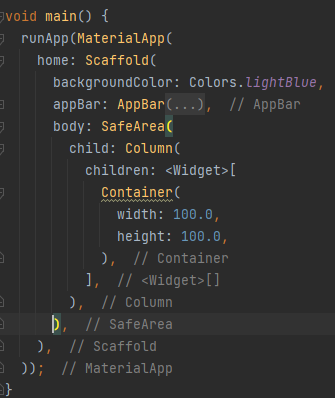 void main() {
  runApp(MaterialApp(
    home: Scaffold(
      backgroundColor: Colors.lightBlue,
      appBar: AppBar(...),  // AppBar
      body: SafeArea(
        child: Column(
          children: <Widget>[
            Container(
              width: 100.0,
              height: 100.0,
            ),  // Container
          ],  // <Widget>[]
        ),  // Column
      ),  // SafeArea
    ),  // Scaffold
  ));  // MaterialApp
}